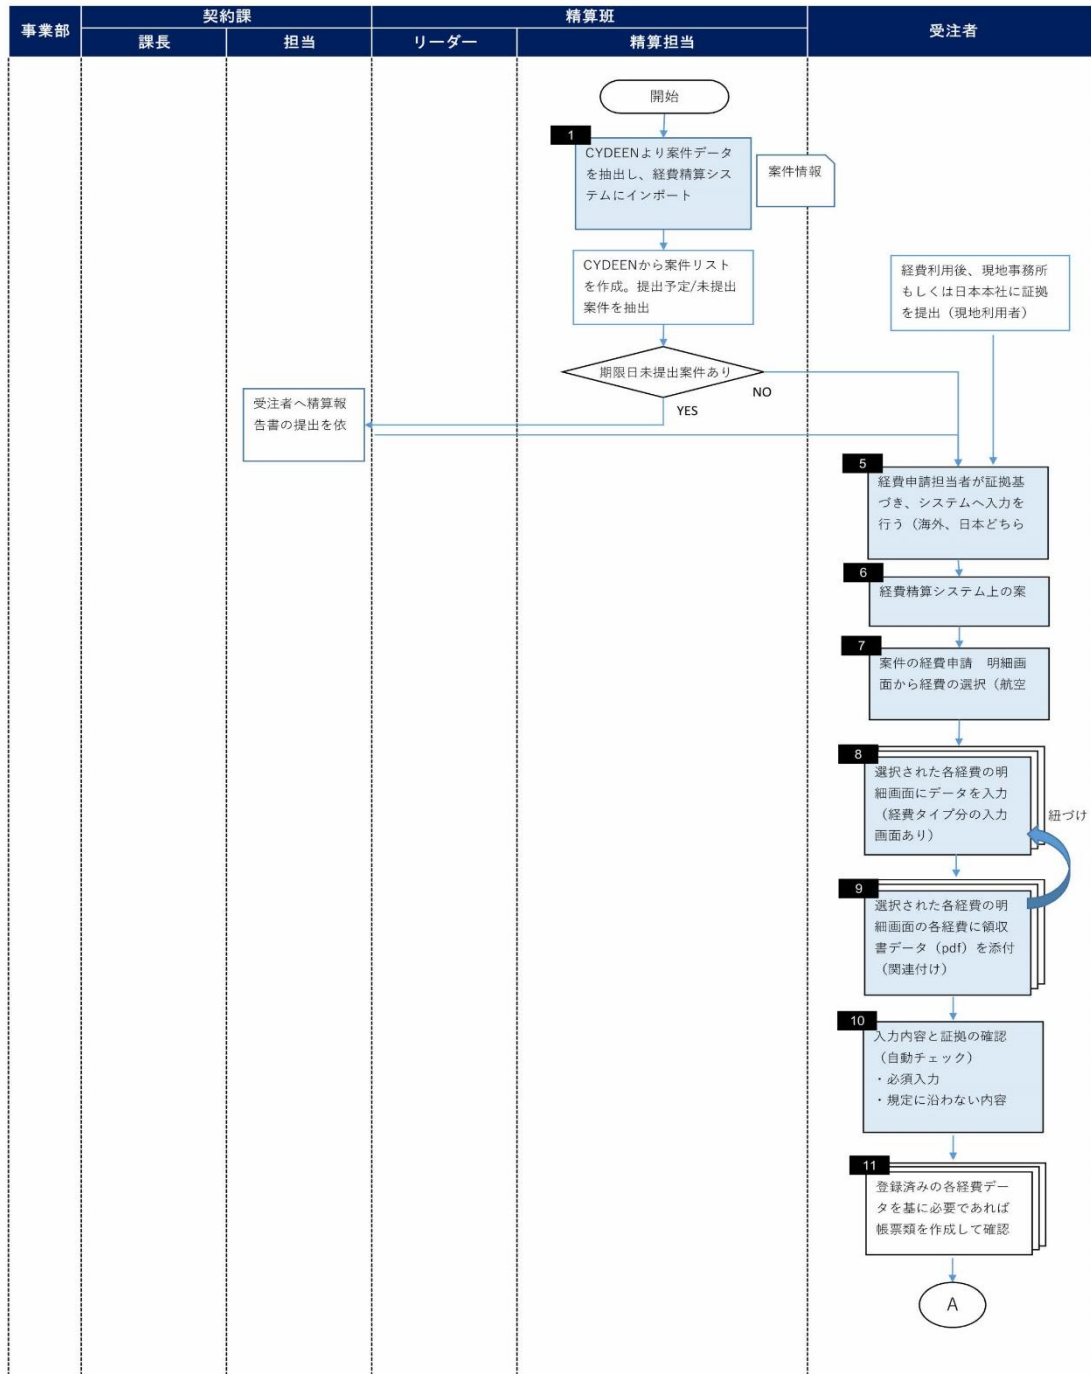 事業部
契約課
精算班
受注者
課長
担当
リーダー
精算担当
開始
1
CYDEENより案件データ
を抽出し、経費精算シス
テムにインポート
案件情報
CYDEENから案件リスト
を作成。提出予定/未提出
案件を抽出
経費利用後、現地事務所
もしくは日本本社に証拠
を提出（現地利用者）
期限日未提出案件あり
NO
YES
受注者へ精算報
告書の提出を依
5
経費申請担当者が証拠基
づき、システムへ入力を
行う（海外、日本どちら
6
経費精算システム上の案
7
案件の経費申請　明細画
面から経費の選択（航空
8
選択された各経費の明
細画面にデータを入力
（経費タイプ分の入力
画面あり）
紐づけ
9
選択された各経費の明
細画面の各経費に領収
書データ（pdf）を添付
（関連付け）
10
入力内容と証拠の確認
（自動チェック）
・必須入力
・規定に沿わない内容
11
登録済みの各経費デー
タを基に必要であれば
帳票類を作成して確認
A